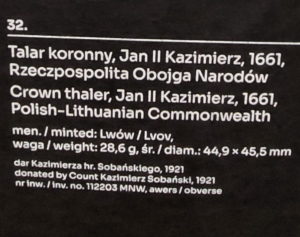 32.
Talar koronny, Jan II Kazimierz, 1661,
Rzeczpospolita Obojga Narodów
Crown thaler, Jan II Kazimierz, 1661,
Polish-Lithuanian Commonwealth
men. / minted: Lwów / Lvov,
waga / weight: 28,6 g, śr. / diam.: 44,9 × 45,5 mm
dar Kazimierza hr. Sobańskiego, 1921
donated by Count Kazimierz Sobański, 1921
nr inw. / inv. no. 112203 MNW, awers / obverse